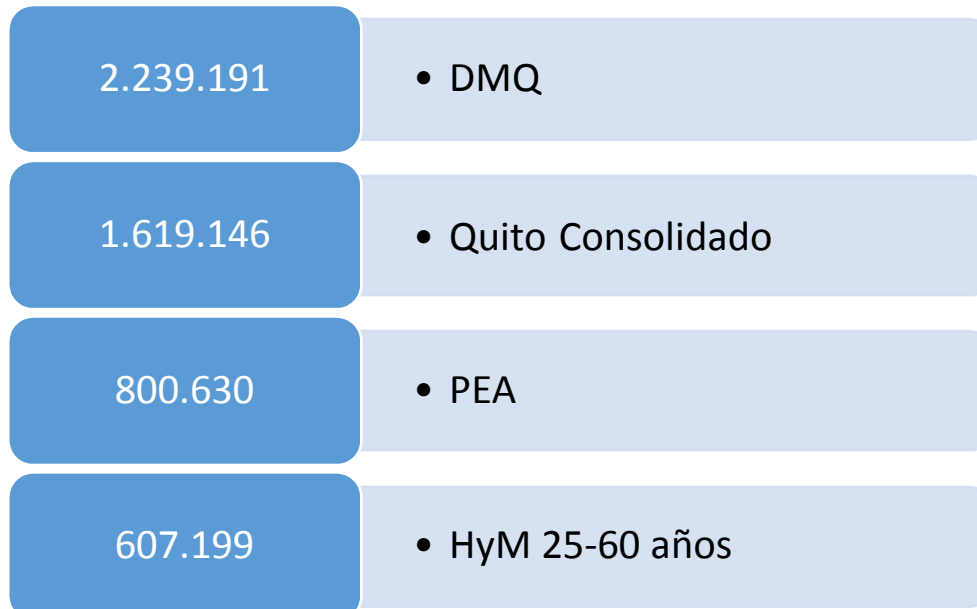 2.239.191
• DMQ
1.619.146
• Quito Consolidado
800.630
• PEA
607.199
• HyM 25-60 años